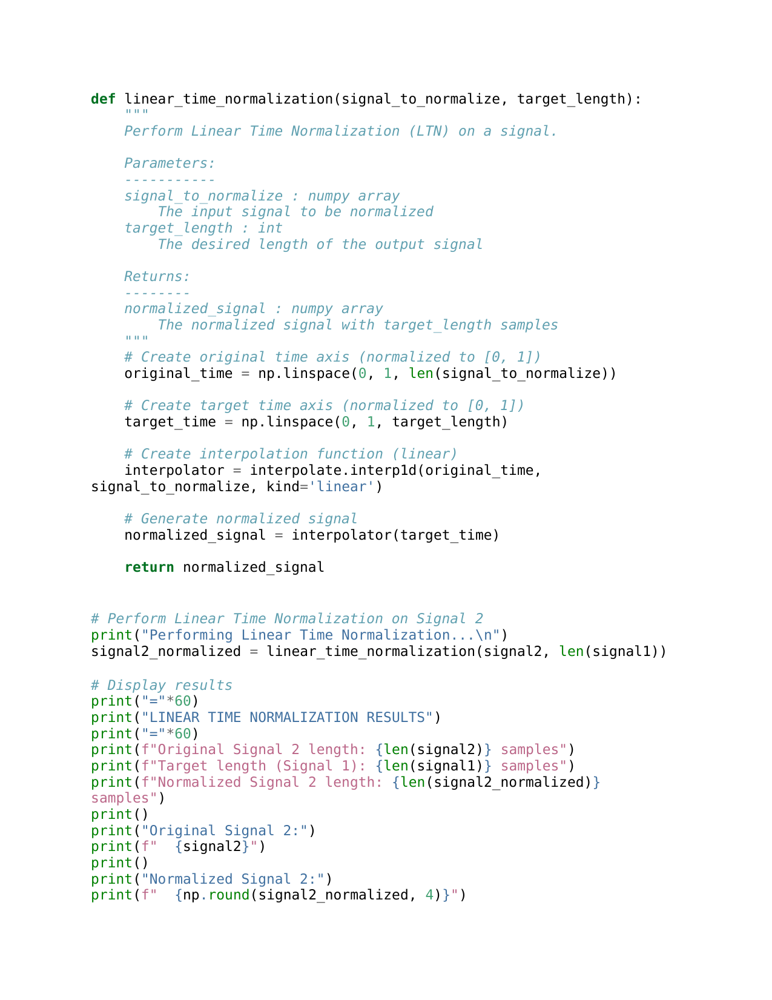 def linear_time_normalization(signal_to_normalize, target_length):
    """
    Perform Linear Time Normalization (LTN) on a signal.

    Parameters:
    -----------
    signal_to_normalize : numpy array
        The input signal to be normalized
    target_length : int
        The desired length of the output signal

    Returns:
    --------
    normalized_signal : numpy array
        The normalized signal with target_length samples
    """
    # Create original time axis (normalized to [0, 1])
    original_time = np.linspace(0, 1, len(signal_to_normalize))

    # Create target time axis (normalized to [0, 1])
    target_time = np.linspace(0, 1, target_length)

    # Create interpolation function (linear)
    interpolator = interpolate.interp1d(original_time,
signal_to_normalize, kind='linear')

    # Generate normalized signal
    normalized_signal = interpolator(target_time)

    return normalized_signal


# Perform Linear Time Normalization on Signal 2
print("Performing Linear Time Normalization...\n")
signal2_normalized = linear_time_normalization(signal2, len(signal1))

# Display results
print("="*60)
print("LINEAR TIME NORMALIZATION RESULTS")
print("="*60)
print(f"Original Signal 2 length: {len(signal2)} samples")
print(f"Target length (Signal 1): {len(signal1)} samples")
print(f"Normalized Signal 2 length: {len(signal2_normalized)}
samples")
print()
print("Original Signal 2:")
print(f"  {signal2}")
print()
print("Normalized Signal 2:")
print(f"  {np.round(signal2_normalized, 4)}")